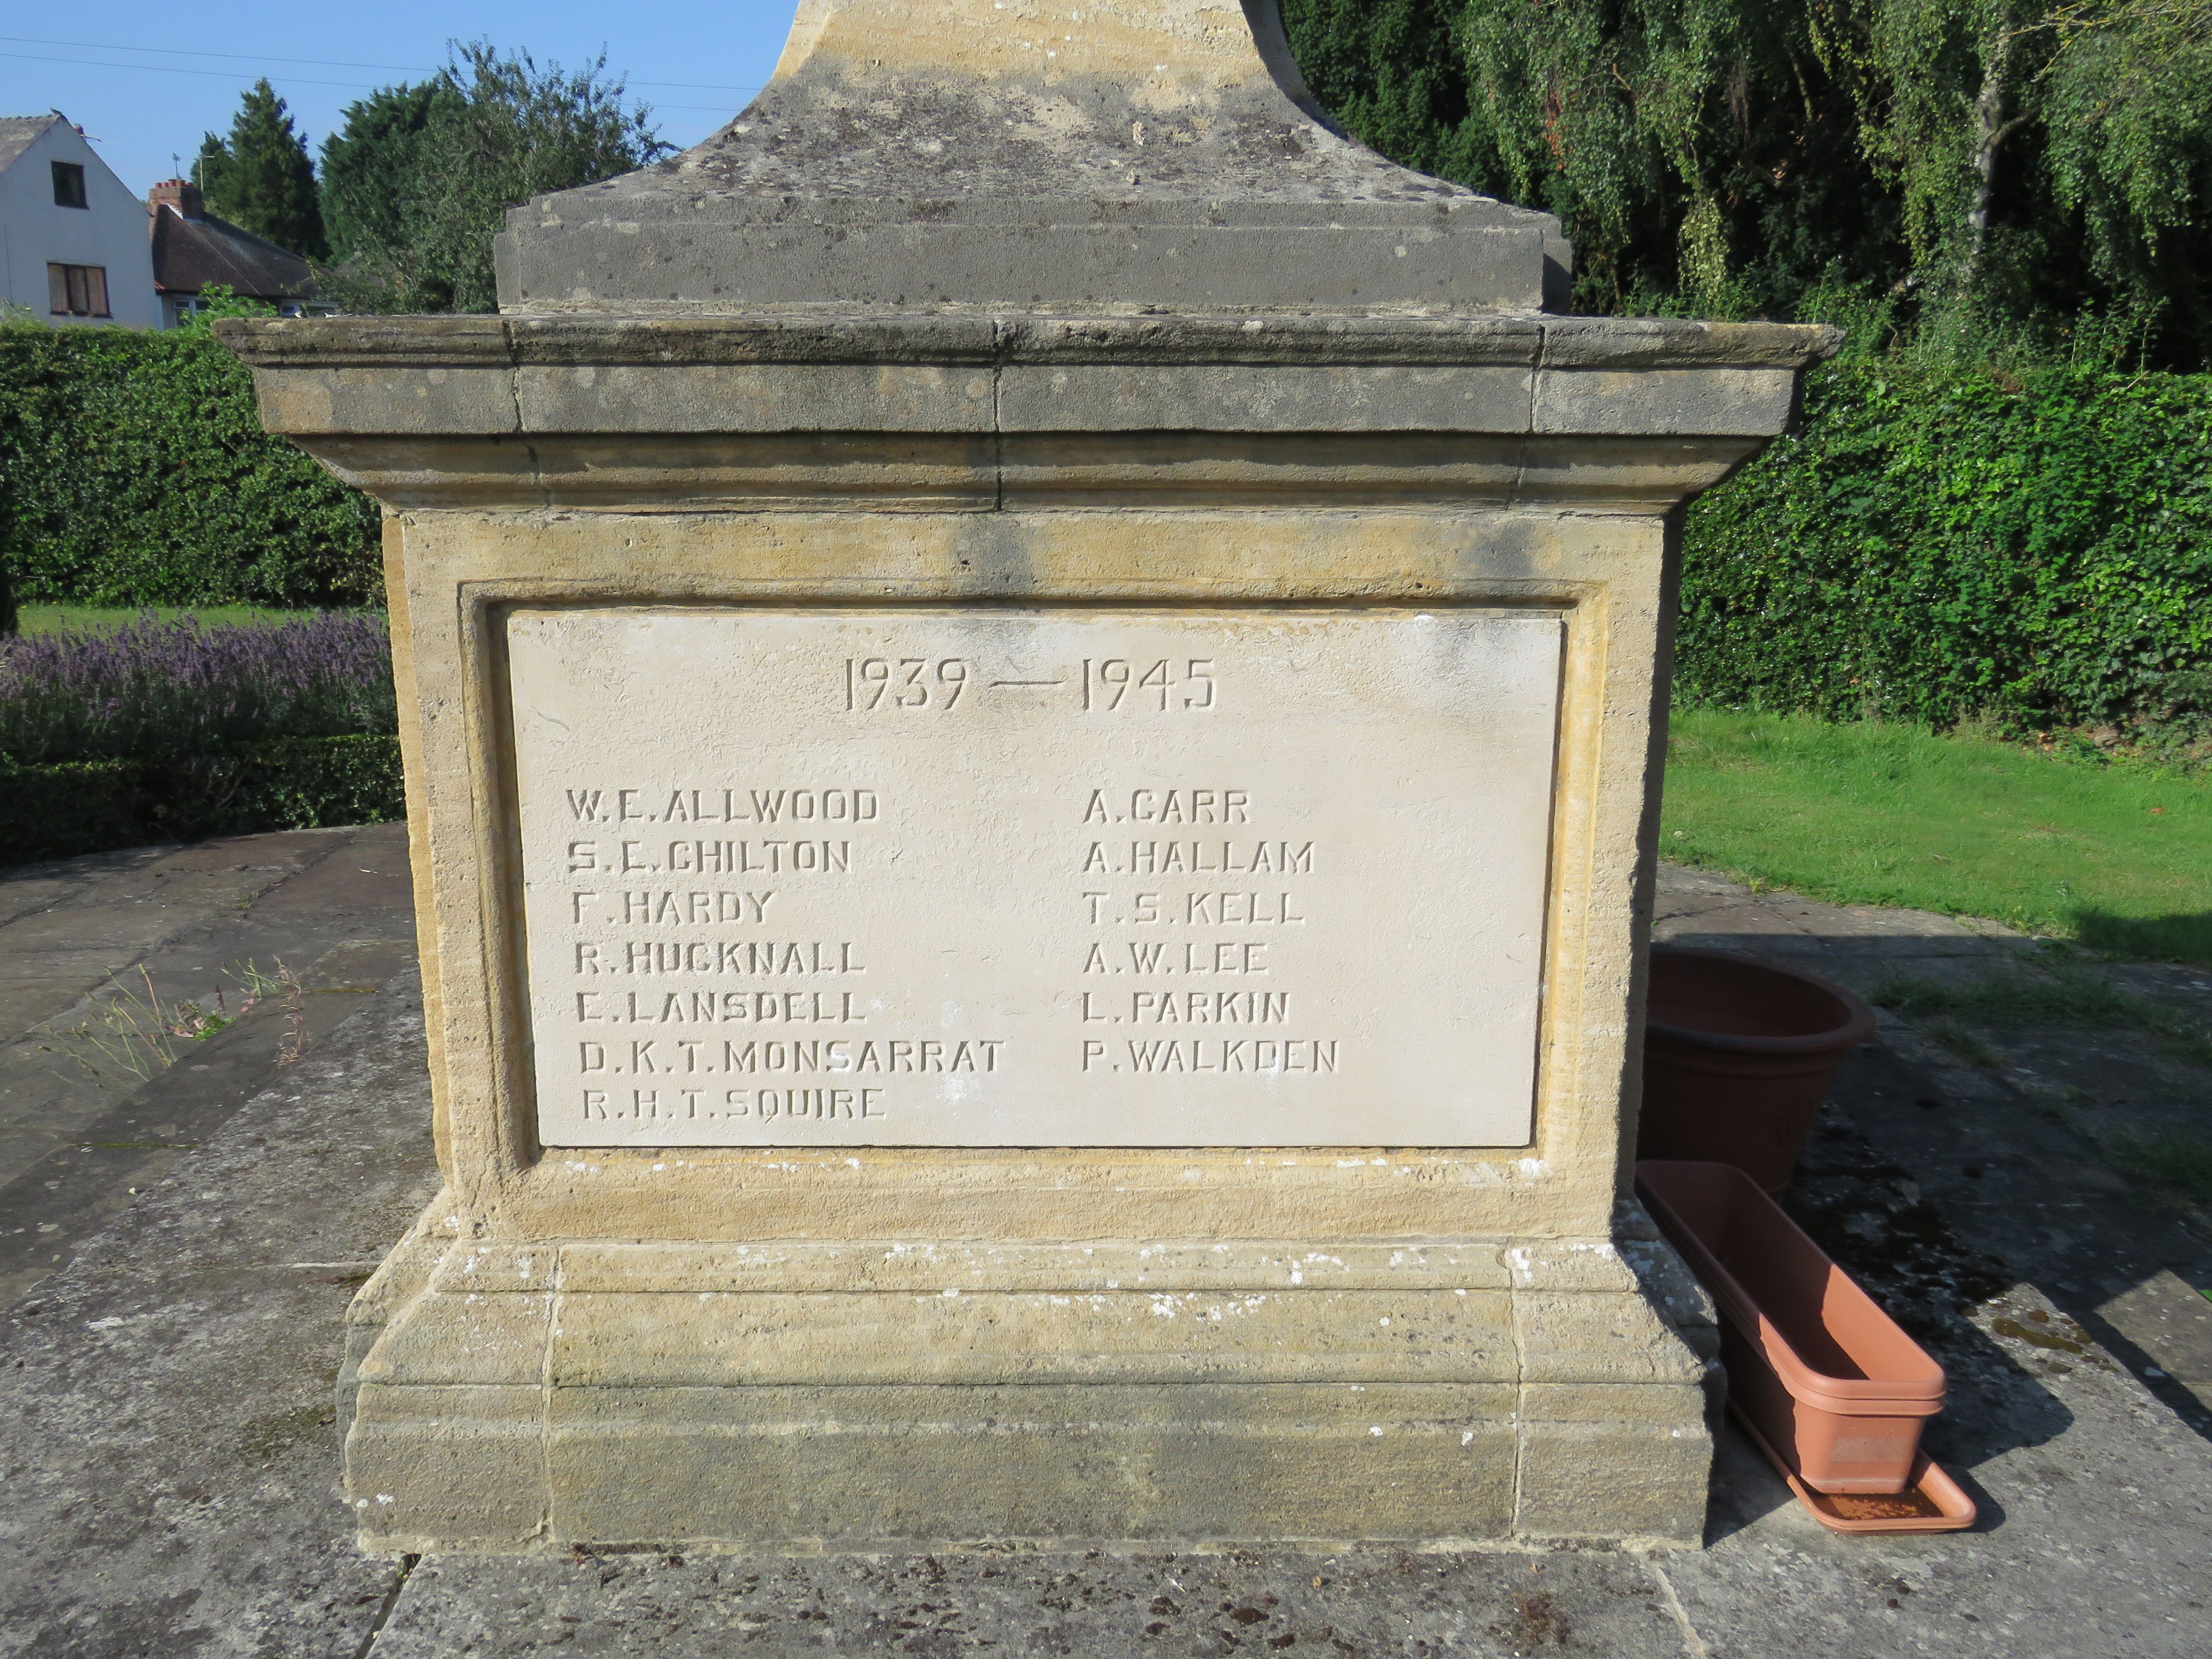 1939 — 1945
W.E.ALLWOOD
S.E.CHILTON
F.HARDY
R.HUCKNALL
E.LANSDELL
D.K.T.MONSARRAT
R.H.T.SQUIRE
A.CARR
A.HALLAM
T.S.KELL
A.W.LEE
L.PARKIN
P.WALKDEN